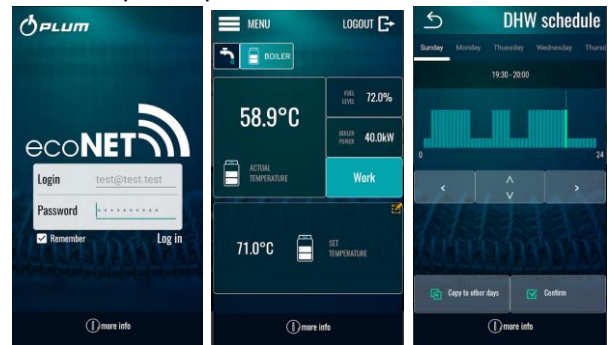 PLUM
ecoNET
Login test@test.test
Password
Remember Log in
more info
MENU LOGOUT
BOILER
58.9°C
ACTUAL
TEMPERATURE
FUEL
LEVEL 72.0%
BOILER
POWER 40.0kW
Work
71.0°C
SET
TEMPERATURE
more info
DHW schedule
Sunday Monday Thuesday Wednesday Thursd
19:30 - 20:00
0 24
Copy to other days Confirm
more info